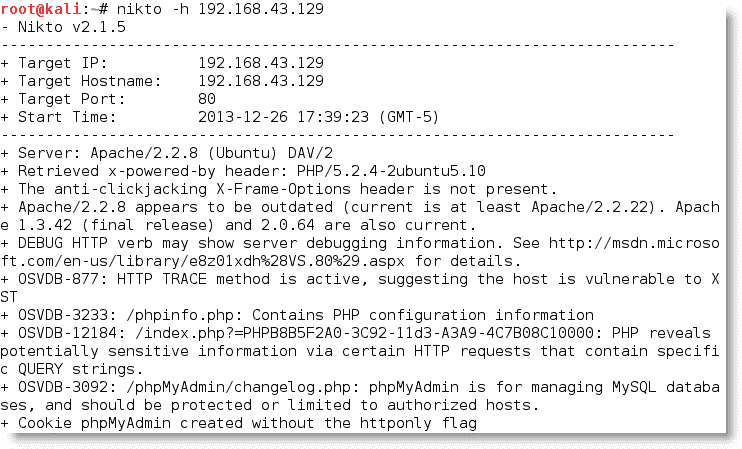 root@kali:~# nikto -h 192.168.43.129
- Nikto v2.1.5
---------------------------------------------------------------------------
+ Target IP:          192.168.43.129
+ Target Hostname:    192.168.43.129
+ Target Port:        80
+ Start Time:         2013-12-26 17:39:23 (GMT-5)
---------------------------------------------------------------------------
+ Server: Apache/2.2.8 (Ubuntu) DAV/2
+ Retrieved x-powered-by header: PHP/5.2.4-2ubuntu5.10
+ The anti-clickjacking X-Frame-Options header is not present.
+ Apache/2.2.8 appears to be outdated (current is at least Apache/2.2.22). Apach
e 1.3.42 (final release) and 2.0.64 are also current.
+ DEBUG HTTP verb may show server debugging information. See http://msdn.microso
ft.com/en-us/library/e8z01xdh%28VS.80%29.aspx for details.
+ OSVDB-877: HTTP TRACE method is active, suggesting the host is vulnerable to X
ST
+ OSVDB-3233: /phpinfo.php: Contains PHP configuration information
+ OSVDB-12184: /index.php?=PHPB8B5F2A0-3C92-11d3-A3A9-4C7B08C10000: PHP reveals
potentially sensitive information via certain HTTP requests that contain specifi
c QUERY strings.
+ OSVDB-3092: /phpMyAdmin/changelog.php: phpMyAdmin is for managing MySQL databa
ses, and should be protected or limited to authorized hosts.
+ Cookie phpMyAdmin created without the httponly flag